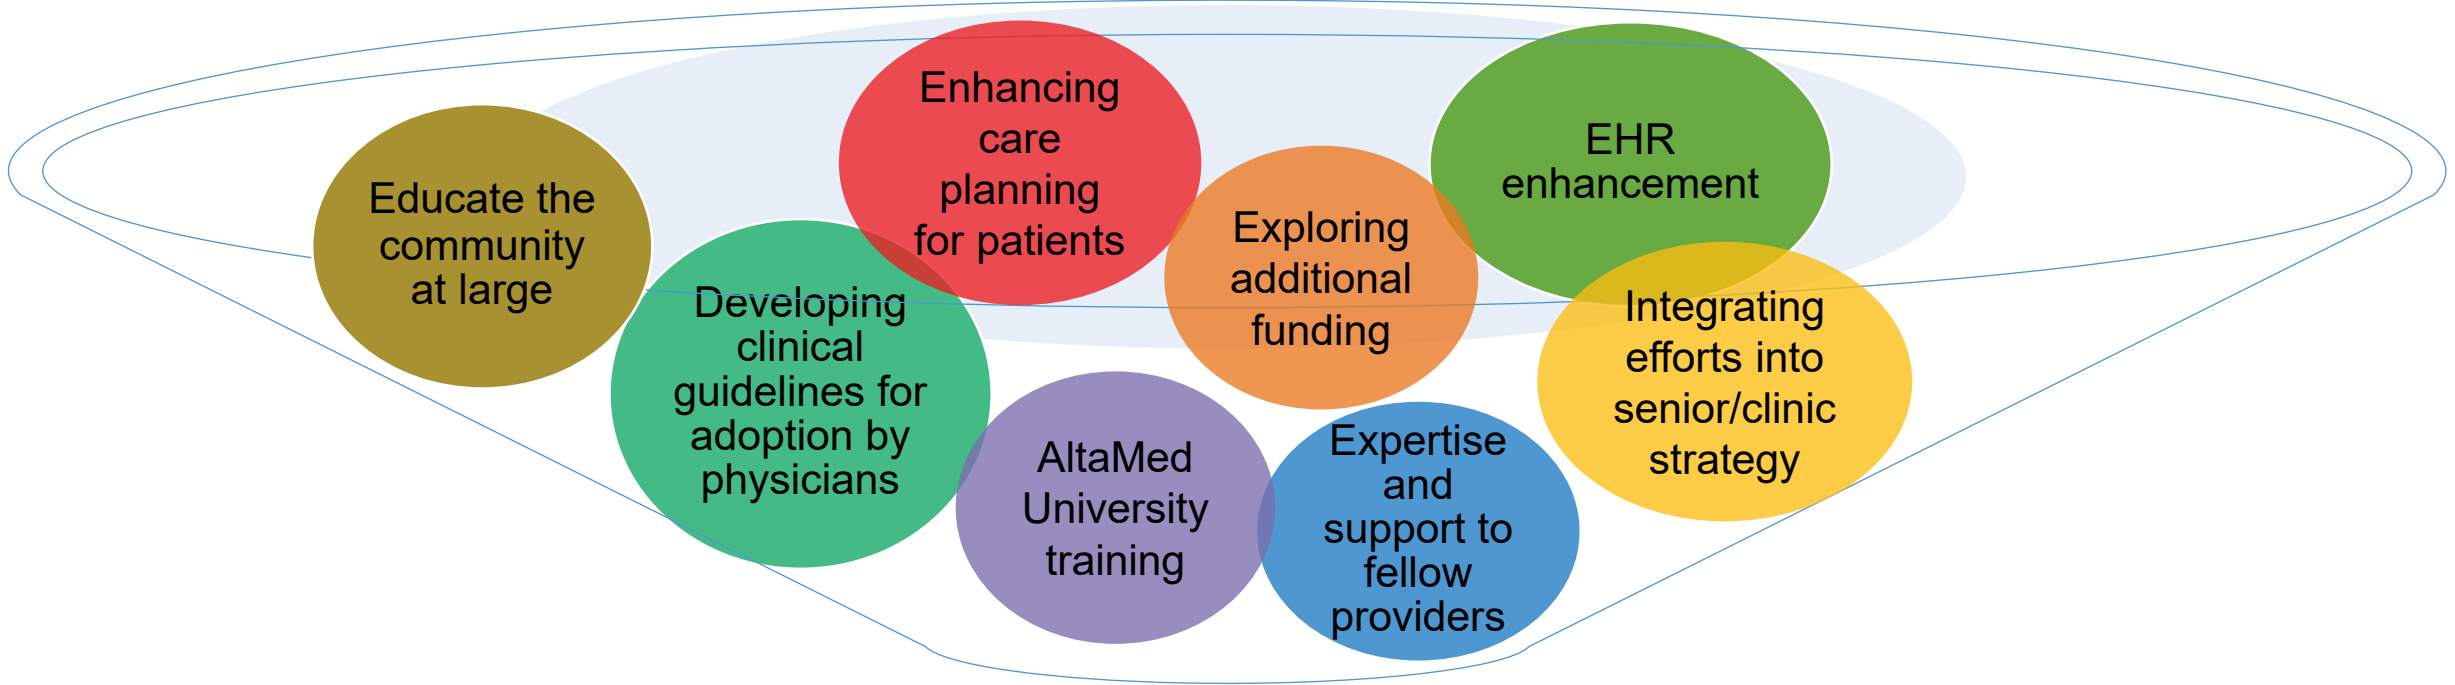 Educate the
community
at large
Developing
clinical
guidelines for
adoption by
physicians
Enhancing
care
planning
for patients
AltaMed
University
training
Exploring
additional
funding
Expertise
and
support to
fellow
providers
EHR
enhancement
Integrating
efforts into
senior/clinic
strategy